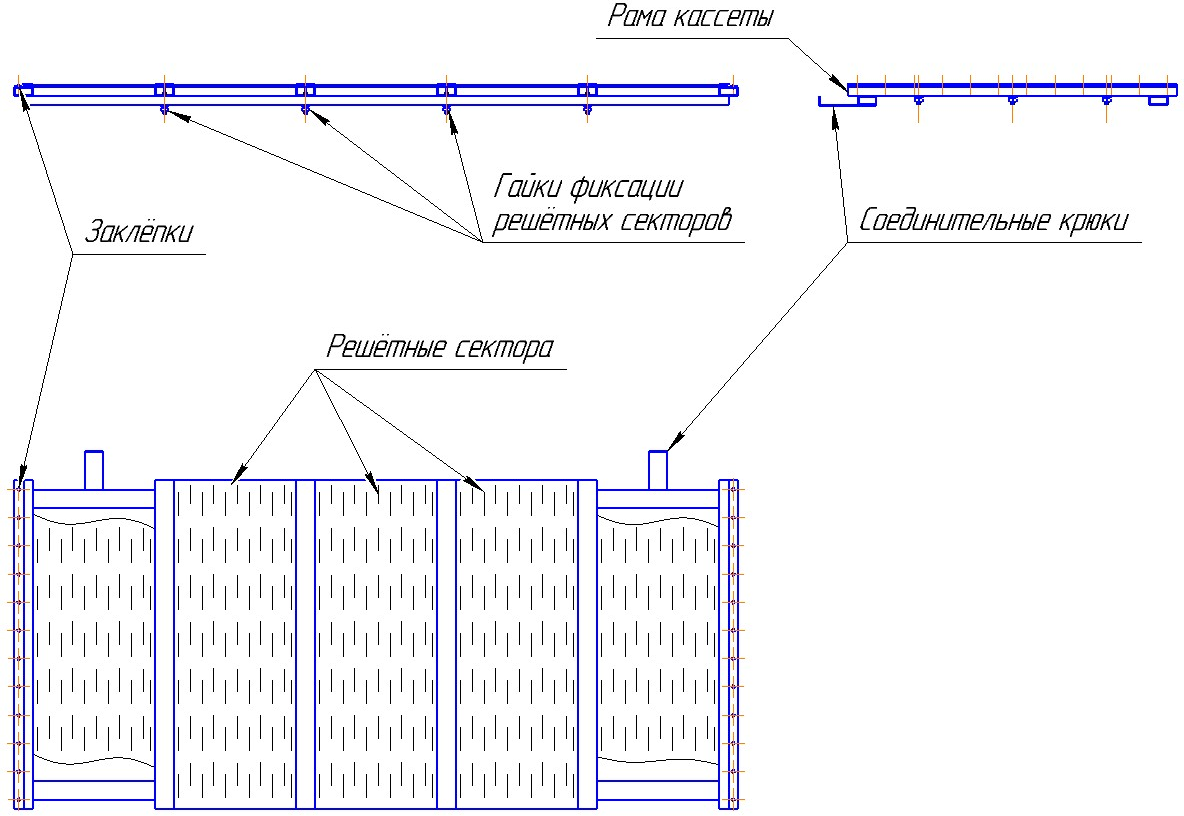 Рама кассеты
Гайки фиксации
решётных секторов
Соединительные крюки
Заклёпки
Решётные сектора